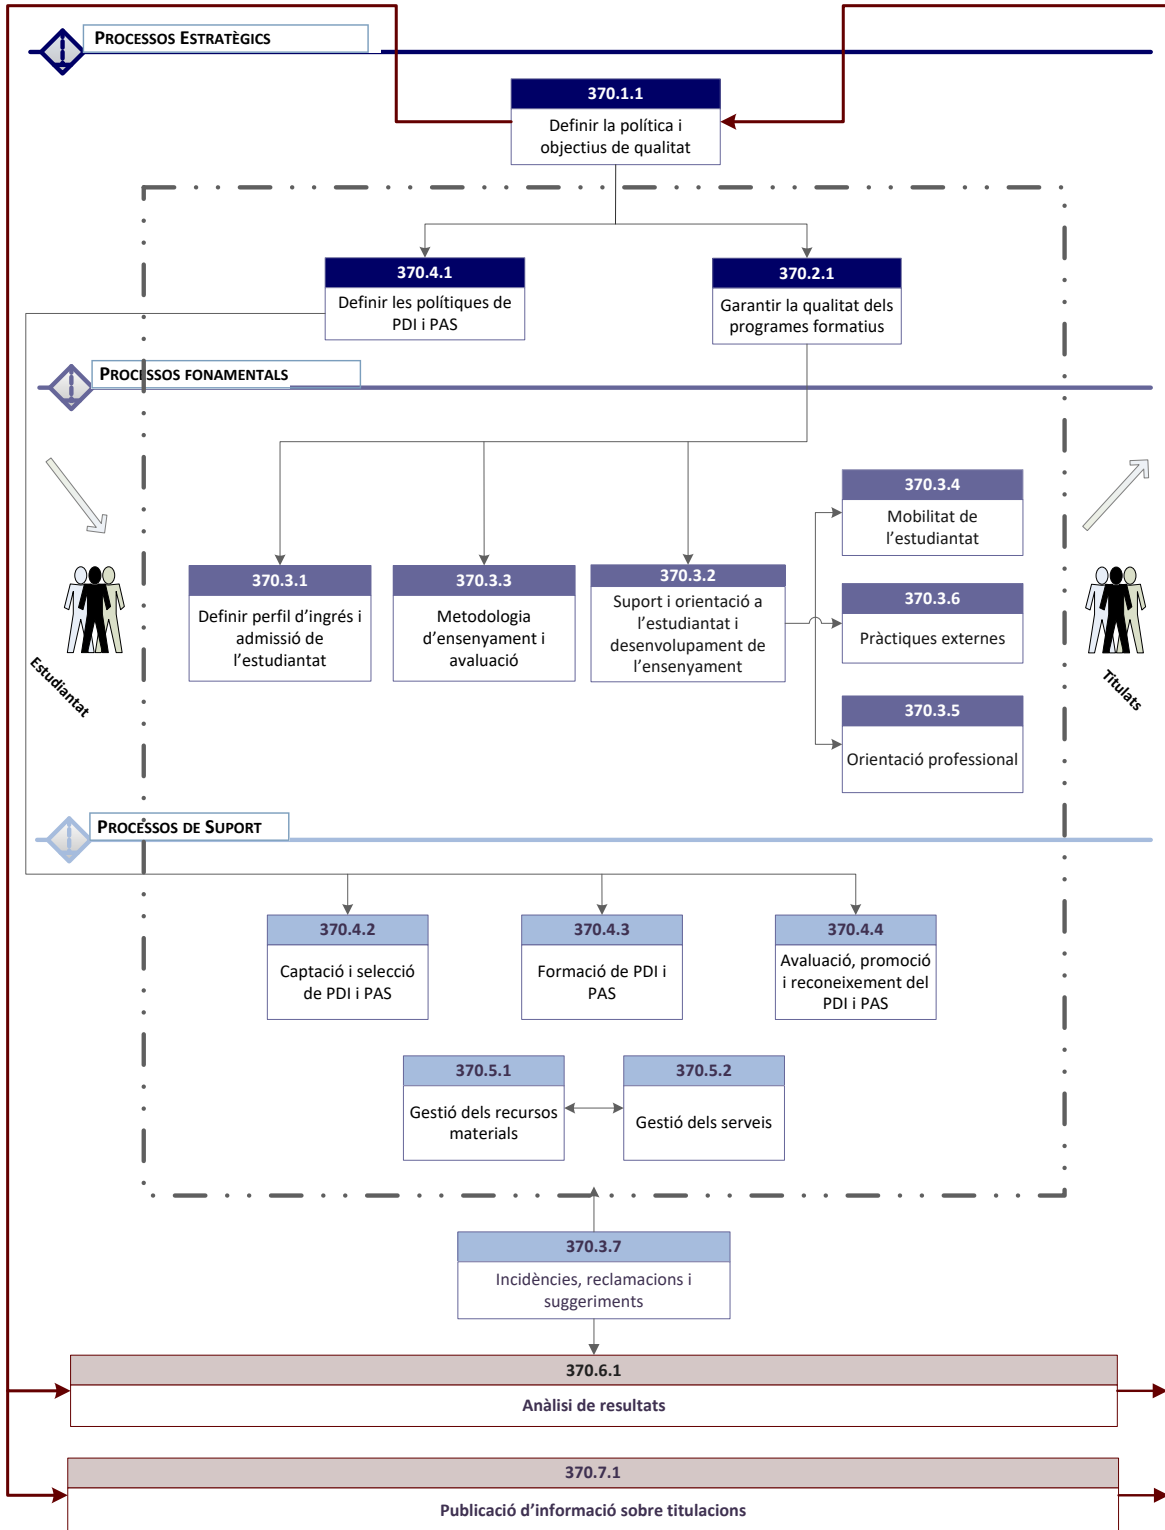 PROCESSOS ESTRATÈGICS
370.1.1
Definir la política i
objectius de qualitat
370.4.1
Definir les polítiques de
PDI i PAS
370.2.1
Garantir la qualitat dels
programes formatius
PROCESSOS FONAMENTALS
370.3.4
Mobilitat de
l’estudiantat
370.3.1
Definir perfil d’ingrés i
admissió de
l’estudiantat
370.3.3
Metodologia
d’ensenyament i
avaluació
370.3.2
Suport i orientació a
l’estudiantat i
desenvolupament de
l’ensenyament
370.3.6
Pràctiques externes
Estudiantat
Titulats
370.3.5
Orientació professional
PROCESSOS DE SUPORT
370.4.2
Captació i selecció
de PDI i PAS
370.4.3
Formació de PDI i
PAS
370.4.4
Avaluació, promoció
i reconeixement del
PDI i PAS
370.5.1
Gestió dels recursos
materials
370.5.2
Gestió dels serveis
370.3.7
Incidències, reclamacions i
suggeriments
370.6.1
Anàlisi de resultats
370.7.1
Publicació d’informació sobre titulacions